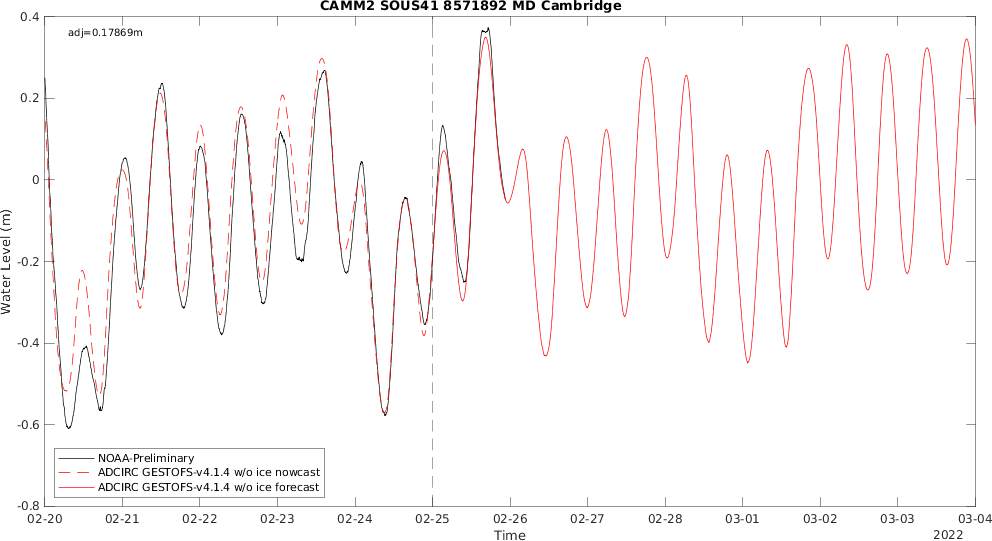 CAMM2 SOUS41 8571892 MD Cambridge
adj=0.17869m
0.4
0.2
0
-0.2
-0.4
-0.6
-0.8
Water Level (m)
NOAA-Preliminary
ADCIRC GESTOFS-v4.1.4 w/o ice nowcast
ADCIRC GESTOFS-v4.1.4 w/o ice forecast
02-20 02-21 02-22 02-23 02-24 02-25 02-26 02-27 02-28 03-01 03-02 03-03 03-04
Time
2022